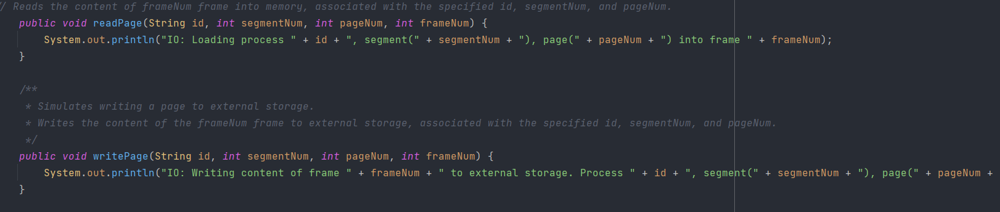 // Reads the content of frameNum frame into memory, associated with the specified id, segmentNum, and pageNum.
public void readPage(String id, int segmentNum, int pageNum, int frameNum) {
System.out.println("IO: Loading process " + id + ", segment(" + segmentNum + "), page(" + pageNum + ") into frame " + frameNum);
}
/**
* Simulates writing a page to external storage.
* Writes the content of the frameNum frame to external storage, associated with the specified id, segmentNum, and pageNum.
*/
public void writePage(String id, int segmentNum, int pageNum, int frameNum) {
System.out.println("IO: Writing content of frame " + frameNum + " to external storage. Process " + id + ", segment(" + segmentNum + "), page(" + pageNum +
}